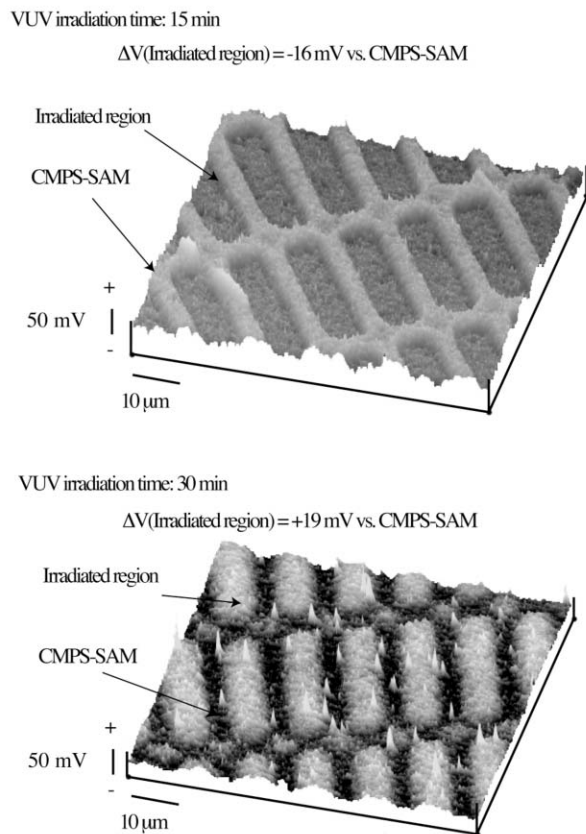 VUV irradiation time: 15 min
ΔV(Irradiated region) = -16 mV vs. CMPS-SAM
Irradiated region
CMPS-SAM
+
50 mV
-
10 μm
VUV irradiation time: 30 min
ΔV(Irradiated region) = +19 mV vs. CMPS-SAM
Irradiated region
CMPS-SAM
+
50 mV
-
10 μm